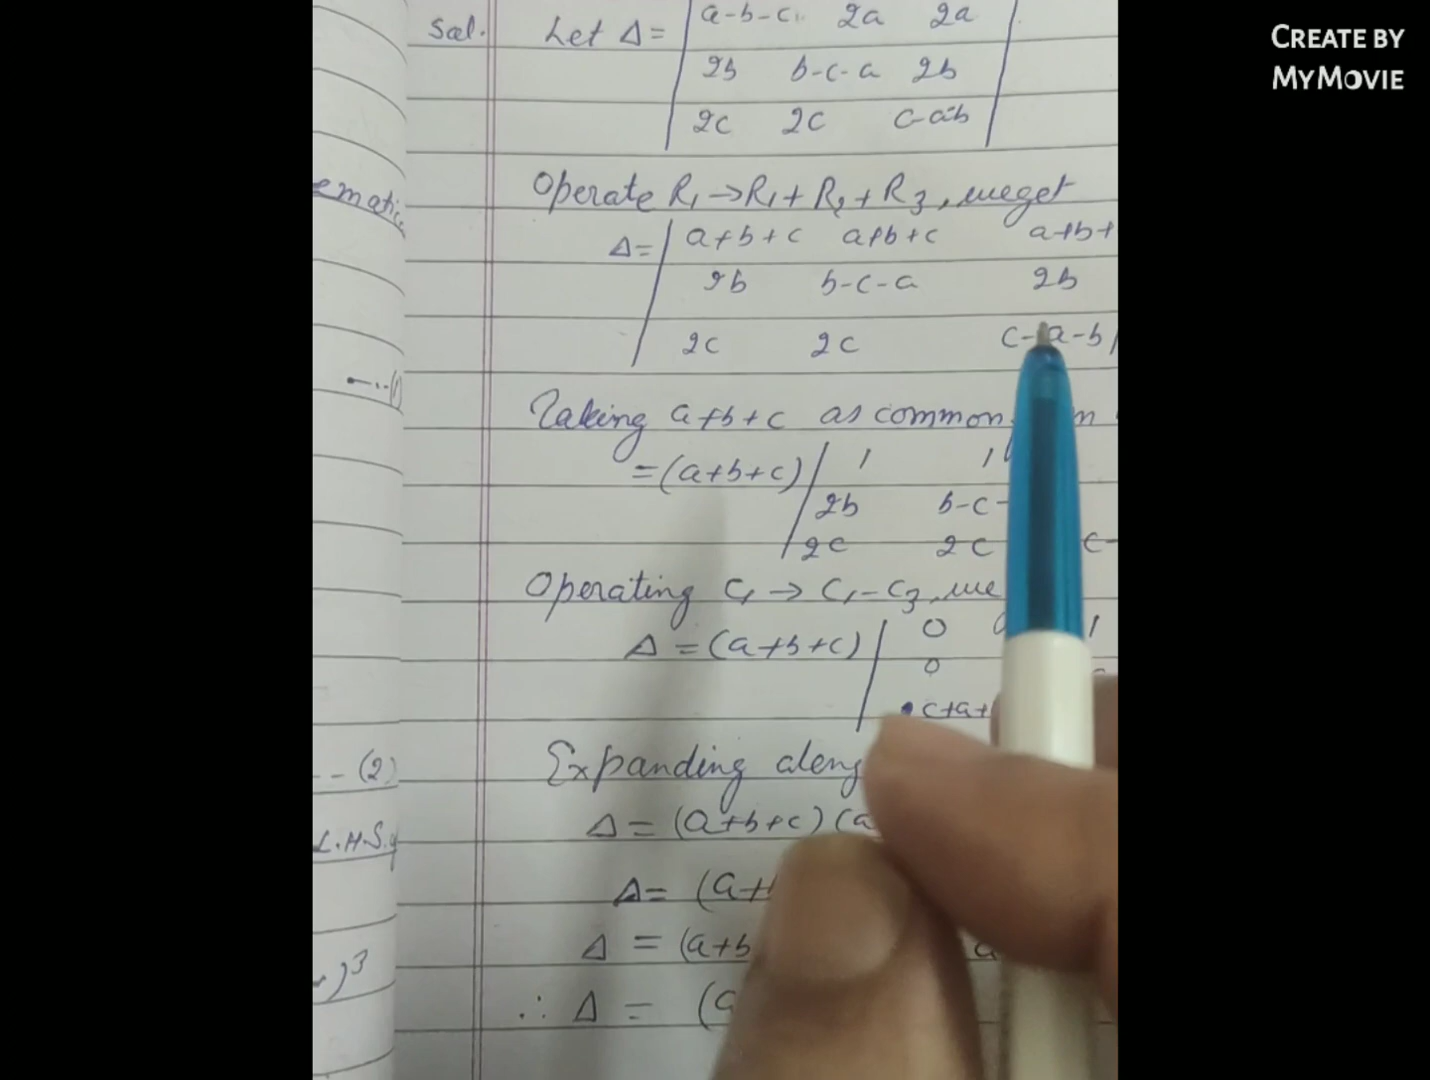 CREATE BY
MYMOVIE
Sol. Let Δ = | a-b-c 2a 2a |
2b b-c-a 2b
2c 2c c-a-b
Operate R₁→R₁+R₂+R₃, we get
Δ = | a+b+c a+b+c a+b+
2b b-c-a 2b
2c 2c c-a-b |
ematic
--(1)
Taking a+b+c as common
=(a+b+c) | 1 1
2b b-c-
2c 2c c-
Operating C₁ → C₁-C₃, we
Δ = (a+b+c) | 0 1
0
c+a+
Expanding along
--(2)
Δ = (a+b+c)(a
L.H.S.
Δ = (a+
Δ = (a+b a
)³
∴ Δ = (a